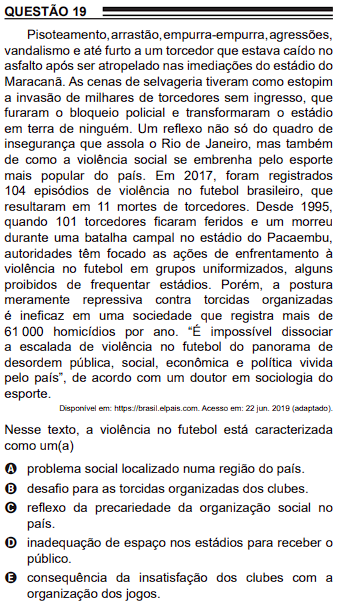 QUESTÃO 19
Pisoteamento, arrastão, empurra-empurra, agressões,
vandalismo e até furto a um torcedor que estava caído no
asfalto após ser atropelado nas imediações do estádio do
Maracanã. As cenas de selvageria tiveram como estopim
a invasão de milhares de torcedores sem ingresso, que
furaram o bloqueio policial e transformaram o estádio
em terra de ninguém. Um reflexo não só do quadro de
insegurança que assola o Rio de Janeiro, mas também
de como a violência social se embrenha pelo esporte
mais popular do país. Em 2017, foram registrados
104 episódios de violência no futebol brasileiro, que
resultaram em 11 mortes de torcedores. Desde 1995,
quando 101 torcedores ficaram feridos e um morreu
durante uma batalha campal no estádio do Pacaembu,
autoridades têm focado as ações de enfrentamento à
violência no futebol em grupos uniformizados, alguns
proibidos de frequentar estádios. Porém, a postura
meramente repressiva contra torcidas organizadas
é ineficaz em uma sociedade que registra mais de
61 000 homicídios por ano. “É impossível dissociar
a escalada de violência no futebol do panorama de
desordem pública, social, econômica e política vivida
pelo país”, de acordo com um doutor em sociologia do
esporte.
Disponível em: https://brasil.elpais.com. Acesso em: 22 jun. 2019 (adaptado).
Nesse texto, a violência no futebol está caracterizada
como um(a)
A problema social localizado numa região do país.
B desafio para as torcidas organizadas dos clubes.
C reflexo da precariedade da organização social no
país.
D inadequação de espaço nos estádios para receber o
público.
E consequência da insatisfação dos clubes com a
organização dos jogos.